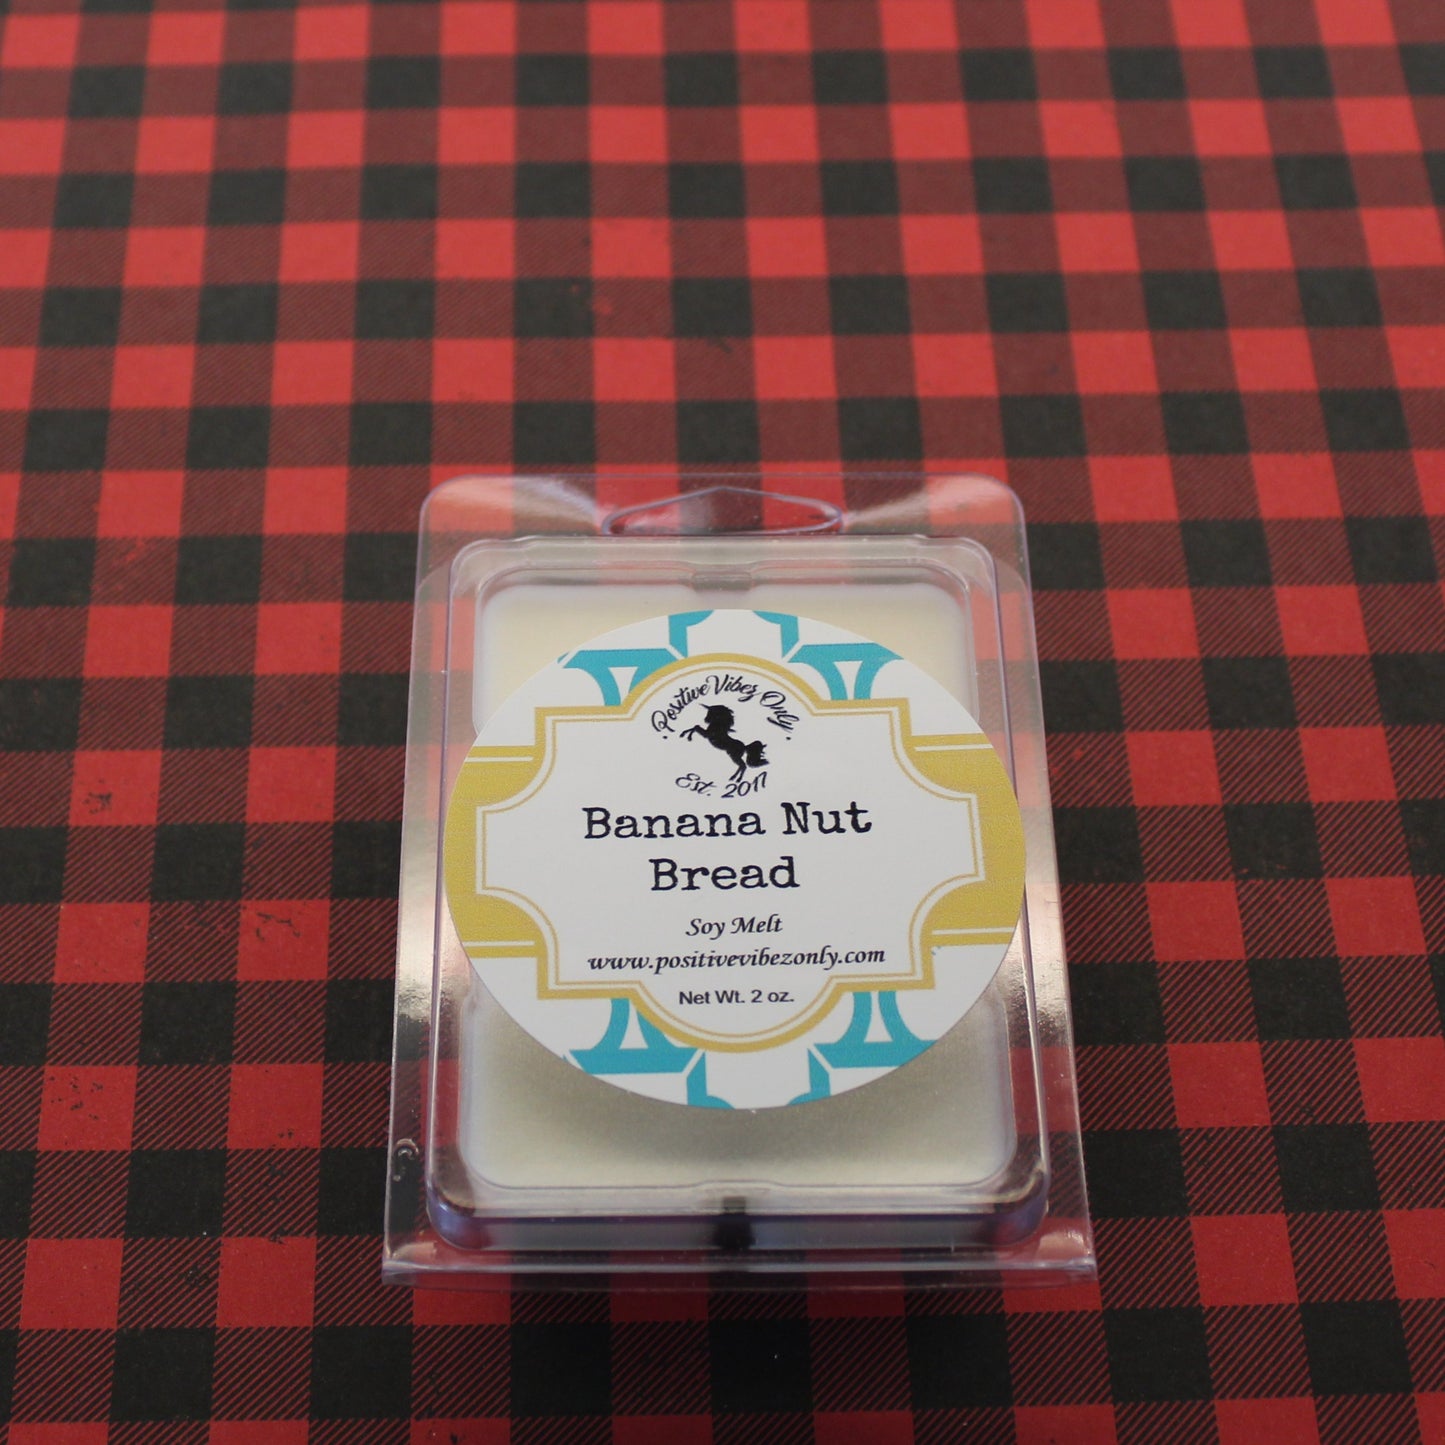 • Positive Vibez Only •
Est. 2017
Banana Nut
Bread
Soy Melt
www.positivevibezonly.com
Net Wt. 2 oz.